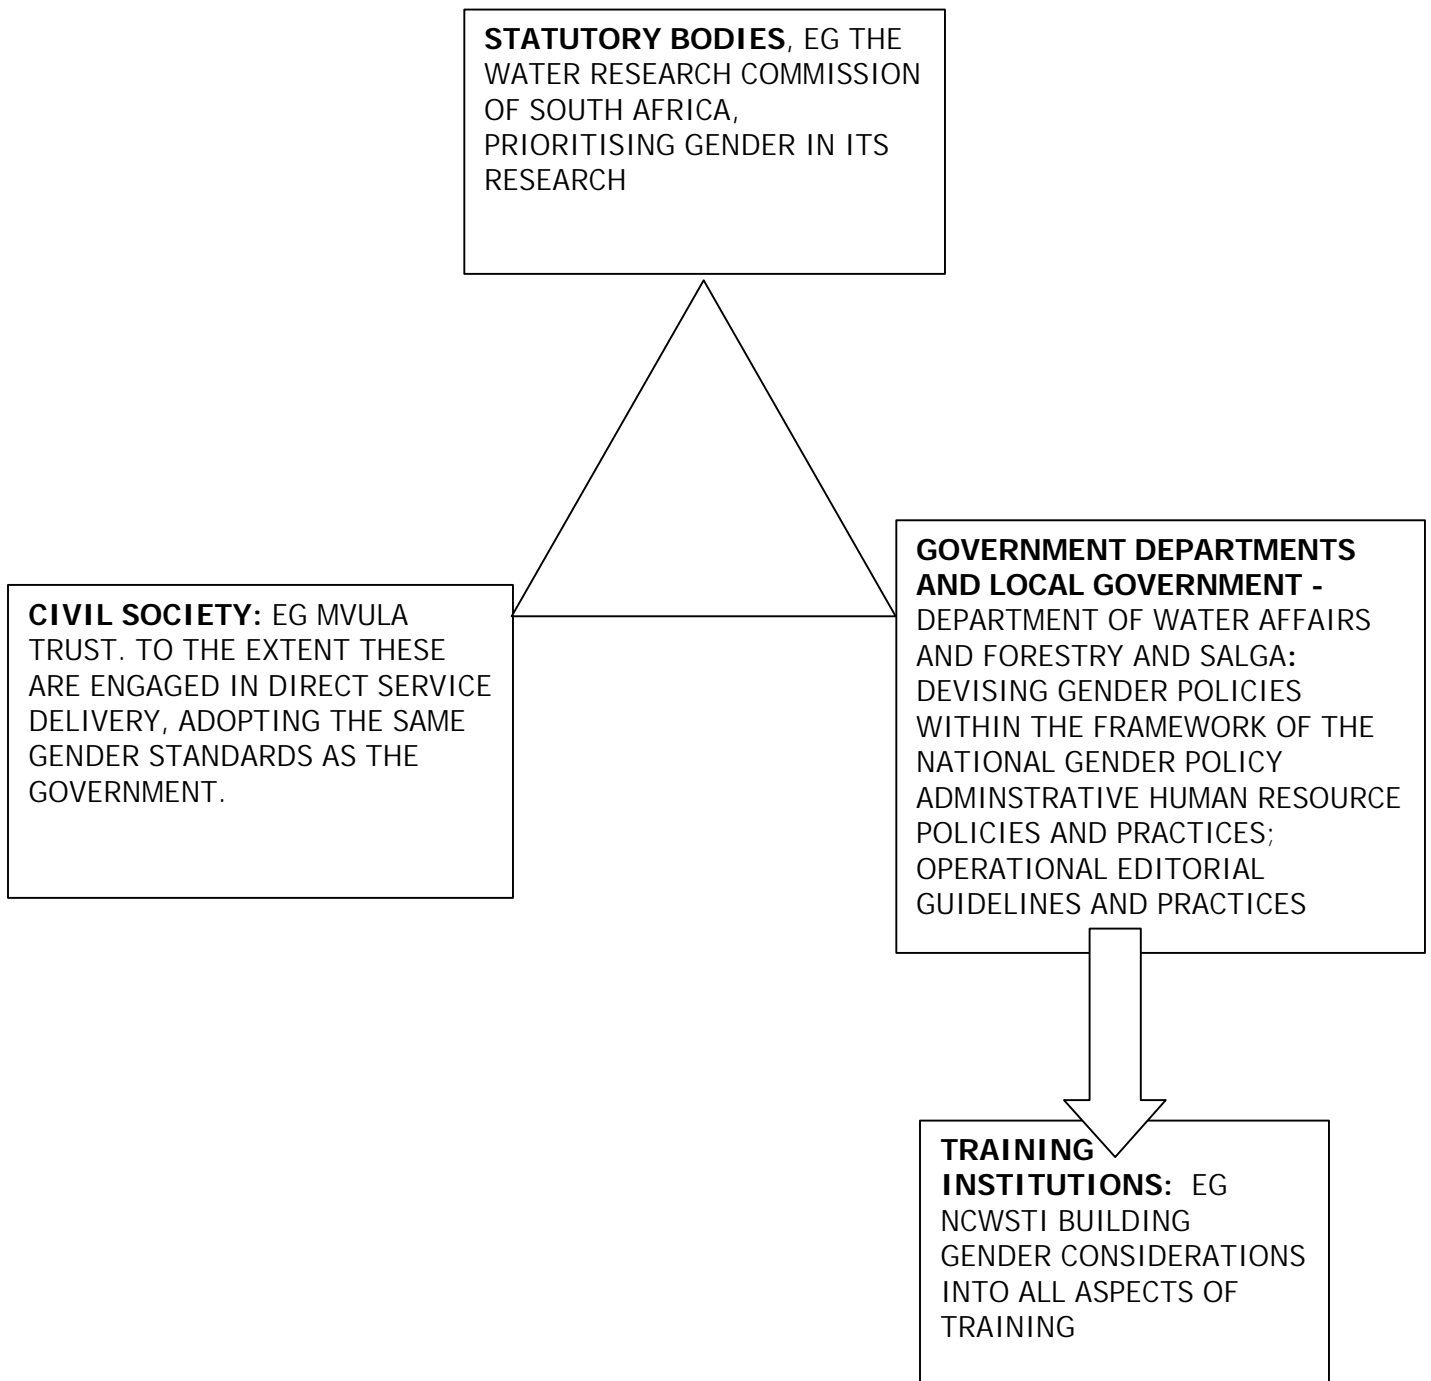 STATUTORY BODIES, EG THE
WATER RESEARCH COMMISSION
OF SOUTH AFRICA,
PRIORITISING GENDER IN ITS
RESEARCH
CIVIL SOCIETY: EG MVULA
TRUST. TO THE EXTENT THESE
ARE ENGAGED IN DIRECT SERVICE
DELIVERY, ADOPTING THE SAME
GENDER STANDARDS AS THE
GOVERNMENT.
GOVERNMENT DEPARTMENTS
AND LOCAL GOVERNMENT -
DEPARTMENT OF WATER AFFAIRS
AND FORESTRY AND SALGA:
DEVISING GENDER POLICIES
WITHIN THE FRAMEWORK OF THE
NATIONAL GENDER POLICY
ADMINSTRATIVE HUMAN RESOURCE
POLICIES AND PRACTICES;
OPERATIONAL EDITORIAL
GUIDELINES AND PRACTICES
TRAINING
INSTITUTIONS: EG
NCWSTI BUILDING
GENDER CONSIDERATIONS
INTO ALL ASPECTS OF
TRAINING